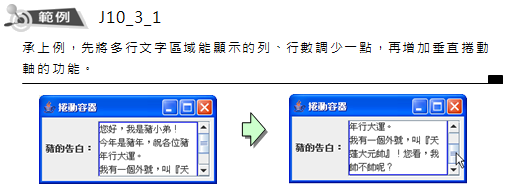 範例
J10_3_1
承上例，先將多行文字區域能顯示的列、行數調少一點，再增加垂直捲動
軸的功能。
捲動容器
豬的告白：
您好，我是豬小弟！
今年是豬年，祝各位豬
年行大運。
我有一個外號，叫『天
捲動容器
豬的告白：
年行大運。
我有一個外號，叫『天
蓬大元帥』！您看，我
帥不帥呢？